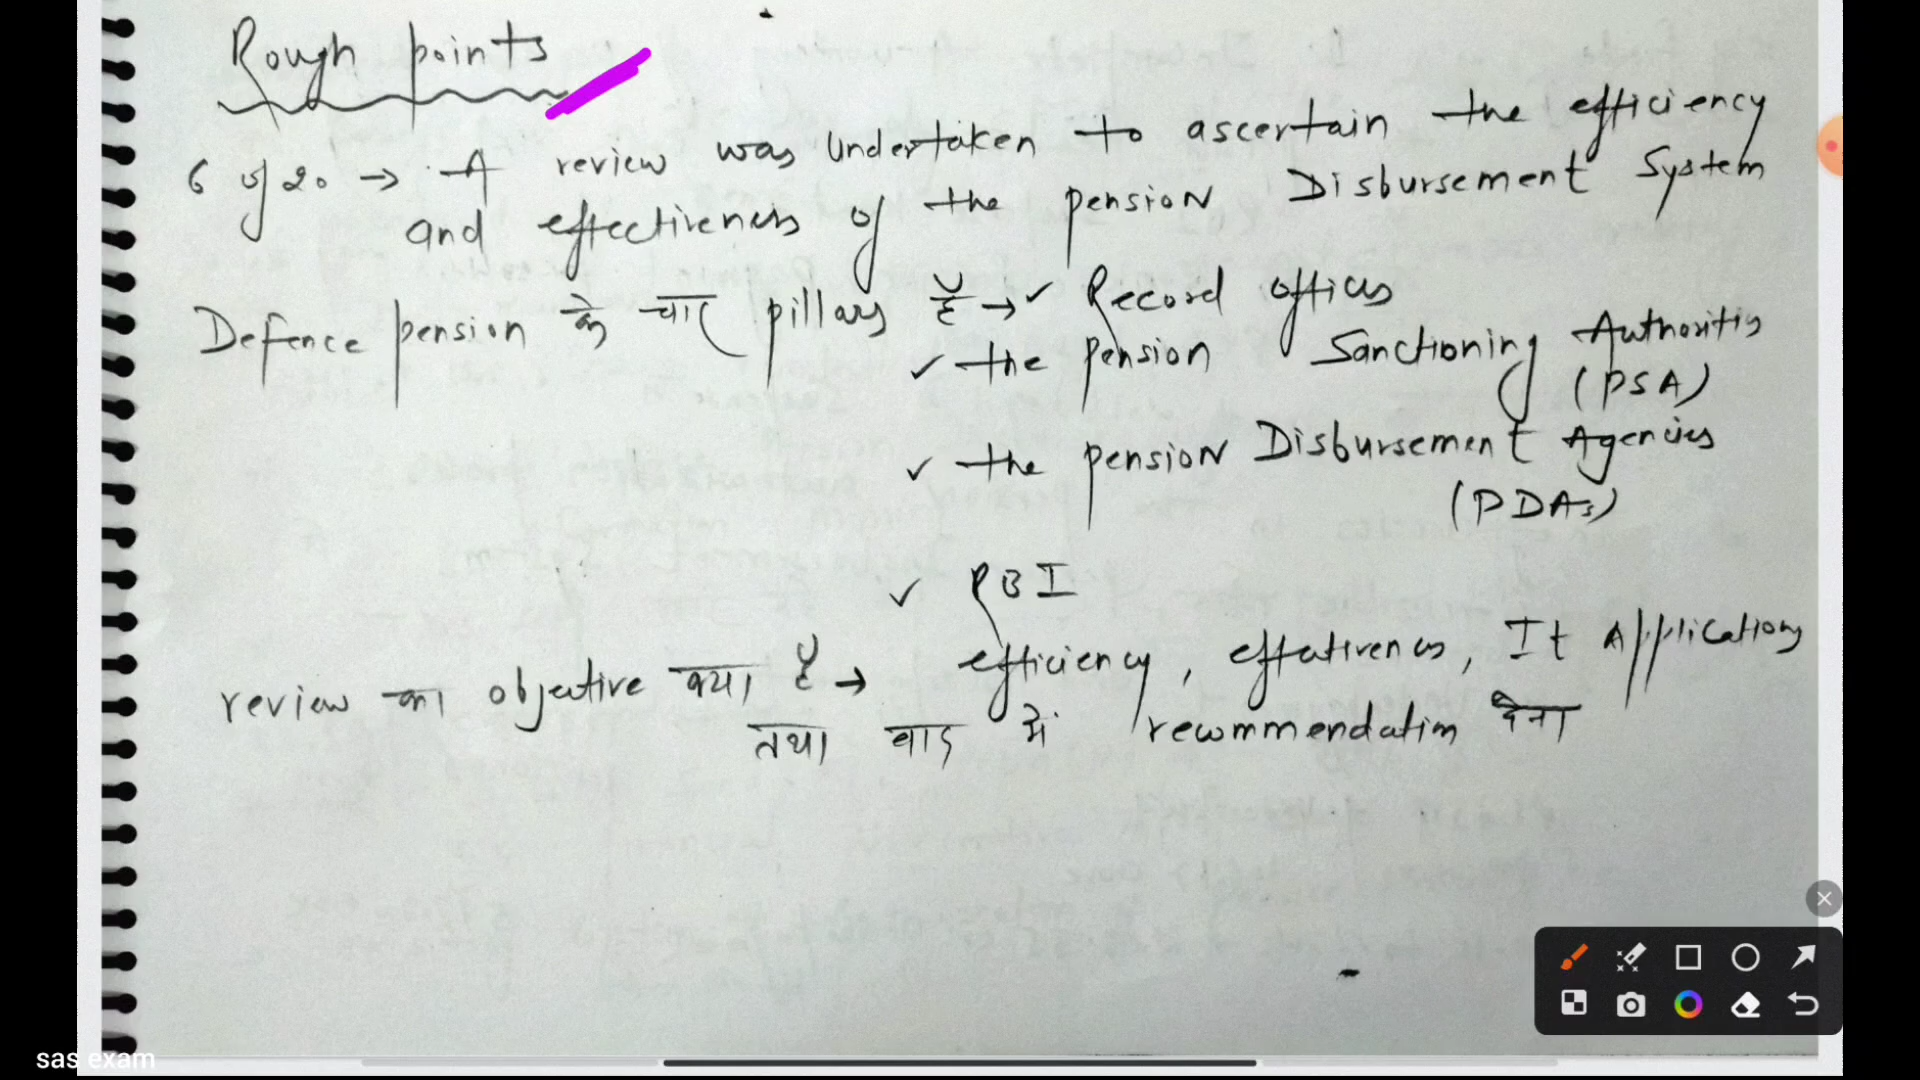 Rough points
6 of 20 → A review was undertaken to ascertain the efficiency
and effectiveness of the pension Disbursement System
Defence pension के चार pillars है → ✓ Record offices
✓ the pension Sanctioning Authorities
(PSA)
✓ the pension Disbursement Agencies
(PDAs)
✓ RBI
review का objective क्या है → efficiency, effectiveness, It Applications
तथा बाद में recommendation देना
sas exam